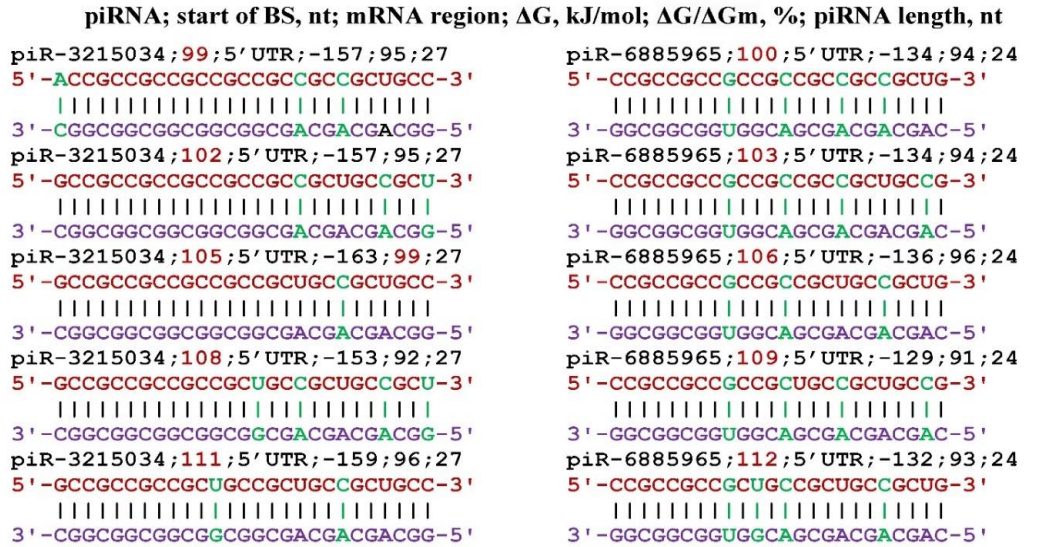 piRNA; start of BS, nt; mRNA region; ΔG, kJ/mol; ΔG/ΔGm, %; piRNA length, nt
piR-3215034;99;5'UTR;-157;95;27
5'-ACCGCCGCCGCCGCCGCCGCCGCUGCC-3'
3'-CGGCGGCGGCGGCGGCGACGACGACGG-5'
piR-3215034;102;5'UTR;-157;95;27
5'-GCCGCCGCCGCCGCCGCCGCUGCCGCU-3'
3'-CGGCGGCGGCGGCGGCGACGACGACGG-5'
piR-3215034;105;5'UTR;-163;99;27
5'-GCCGCCGCCGCCGCCGCUGCCGCUGCC-3'
3'-CGGCGGCGGCGGCGGCGACGACGACGG-5'
piR-3215034;108;5'UTR;-153;92;27
5'-GCCGCCGCCGCCGCUGCCGCUGCCGCU-3'
3'-CGGCGGCGGCGGCGGCGACGACGACGG-5'
piR-3215034;111;5'UTR;-159;96;27
5'-GCCGCCGCCGCUGCCGCUGCCGCUGCC-3'
3'-CGGCGGCGGCGGCGGCGACGACGACGG-5'
piR-6885965;100;5'UTR;-134;94;24
5'-CCGCCGCCGCCGCCGCCGCCGCUG-3'
3'-GGCGGCGGUGGCAGCGACGACGAC-5'
piR-6885965;103;5'UTR;-134;94;24
5'-CCGCCGCCGCCGCCGCCGCUGCCG-3'
3'-GGCGGCGGUGGCAGCGACGACGAC-5'
piR-6885965;106;5'UTR;-136;96;24
5'-CCGCCGCCGCCGCCGCUGCCGCUG-3'
3'-GGCGGCGGUGGCAGCGACGACGAC-5'
piR-6885965;109;5'UTR;-129;91;24
5'-CCGCCGCCGCCGCUGCCGCUGCCG-3'
3'-GGCGGCGGUGGCAGCGACGACGAC-5'
piR-6885965;112;5'UTR;-132;93;24
5'-CCGCCGCCGCUGCCGCUGCCGCUG-3'
3'-GGCGGCGGUGGCAGCGACGACGAC-5'